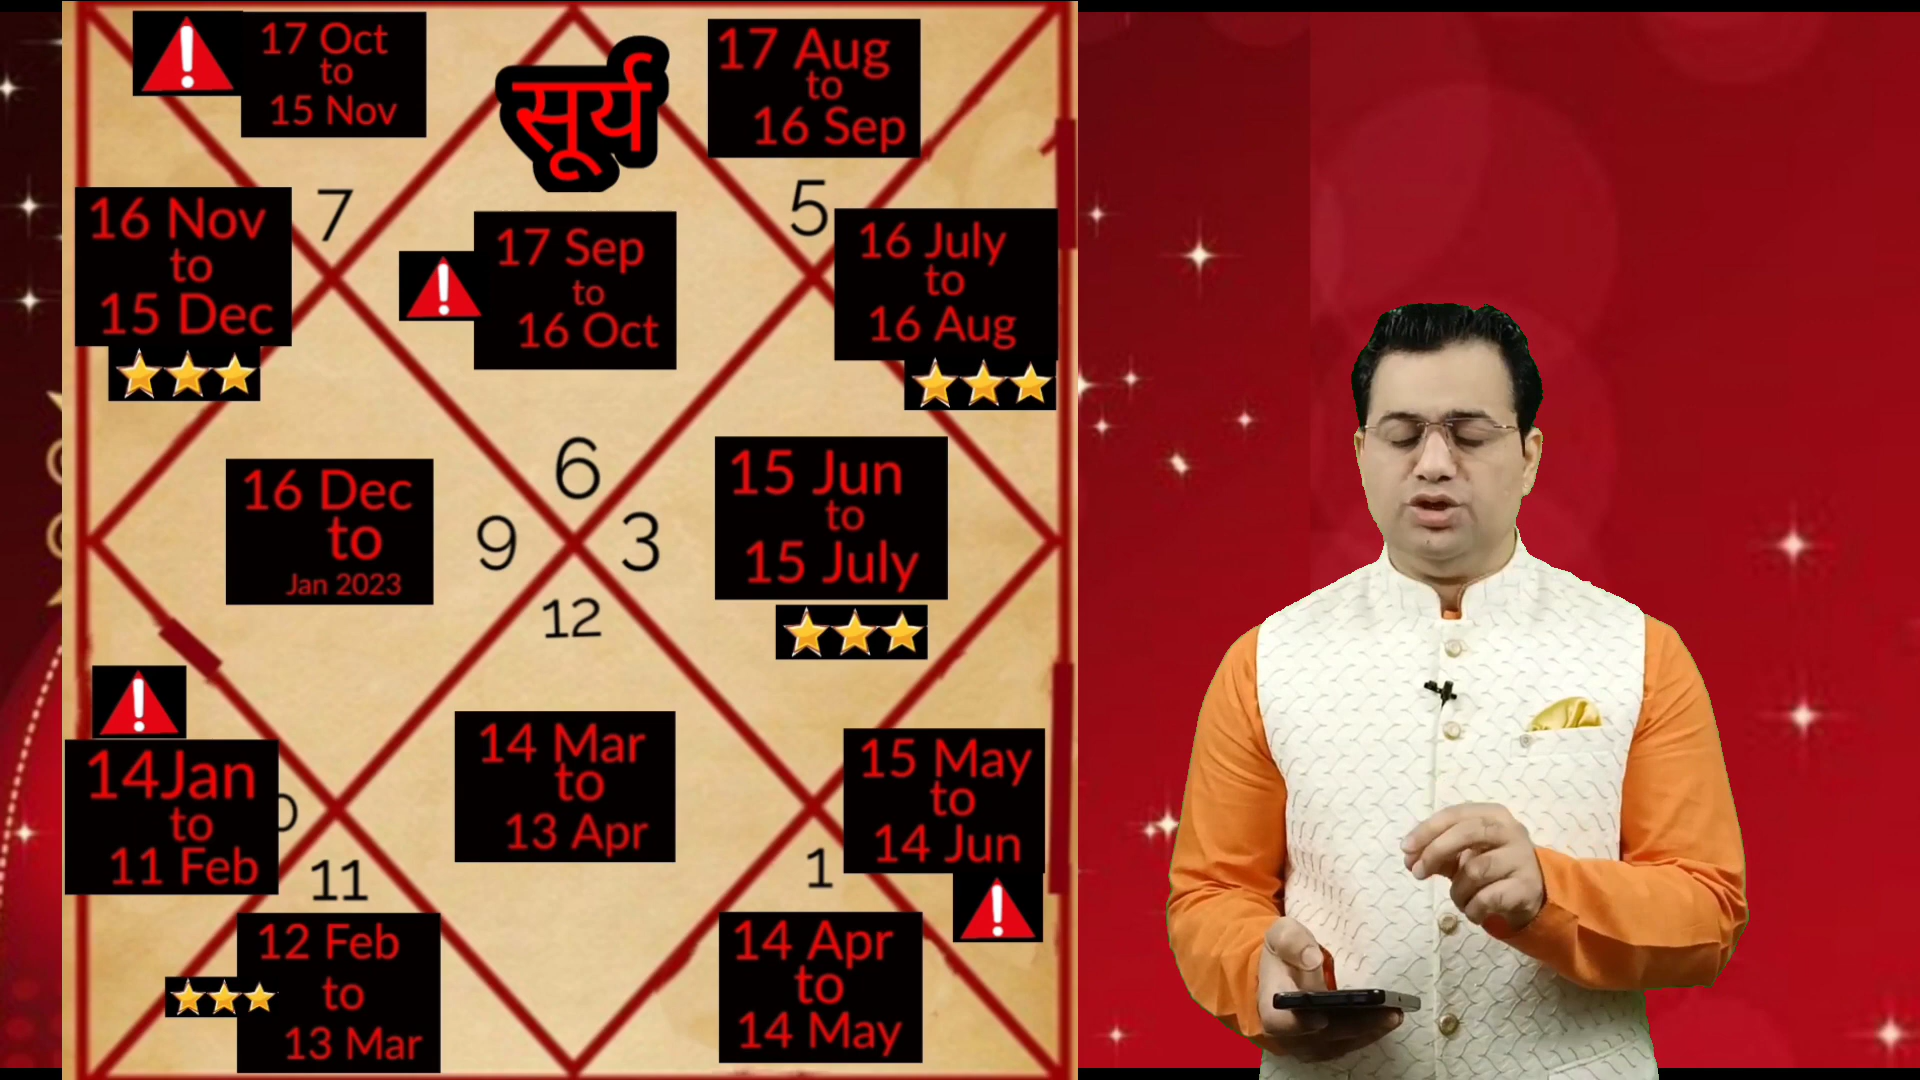 17 Oct
to
15 Nov
सूर्य
17 Aug
to
16 Sep
7
5
16 Nov
to
15 Dec
17 Sep
to
16 Oct
16 July
to
16 Aug
6
16 Dec
to
Jan 2023
9
3
15 Jun
to
15 July
12
14Jan
to
11 Feb
0
14 Mar
to
13 Apr
15 May
to
14 Jun
11
1
12 Feb
to
13 Mar
14 Apr
to
14 May